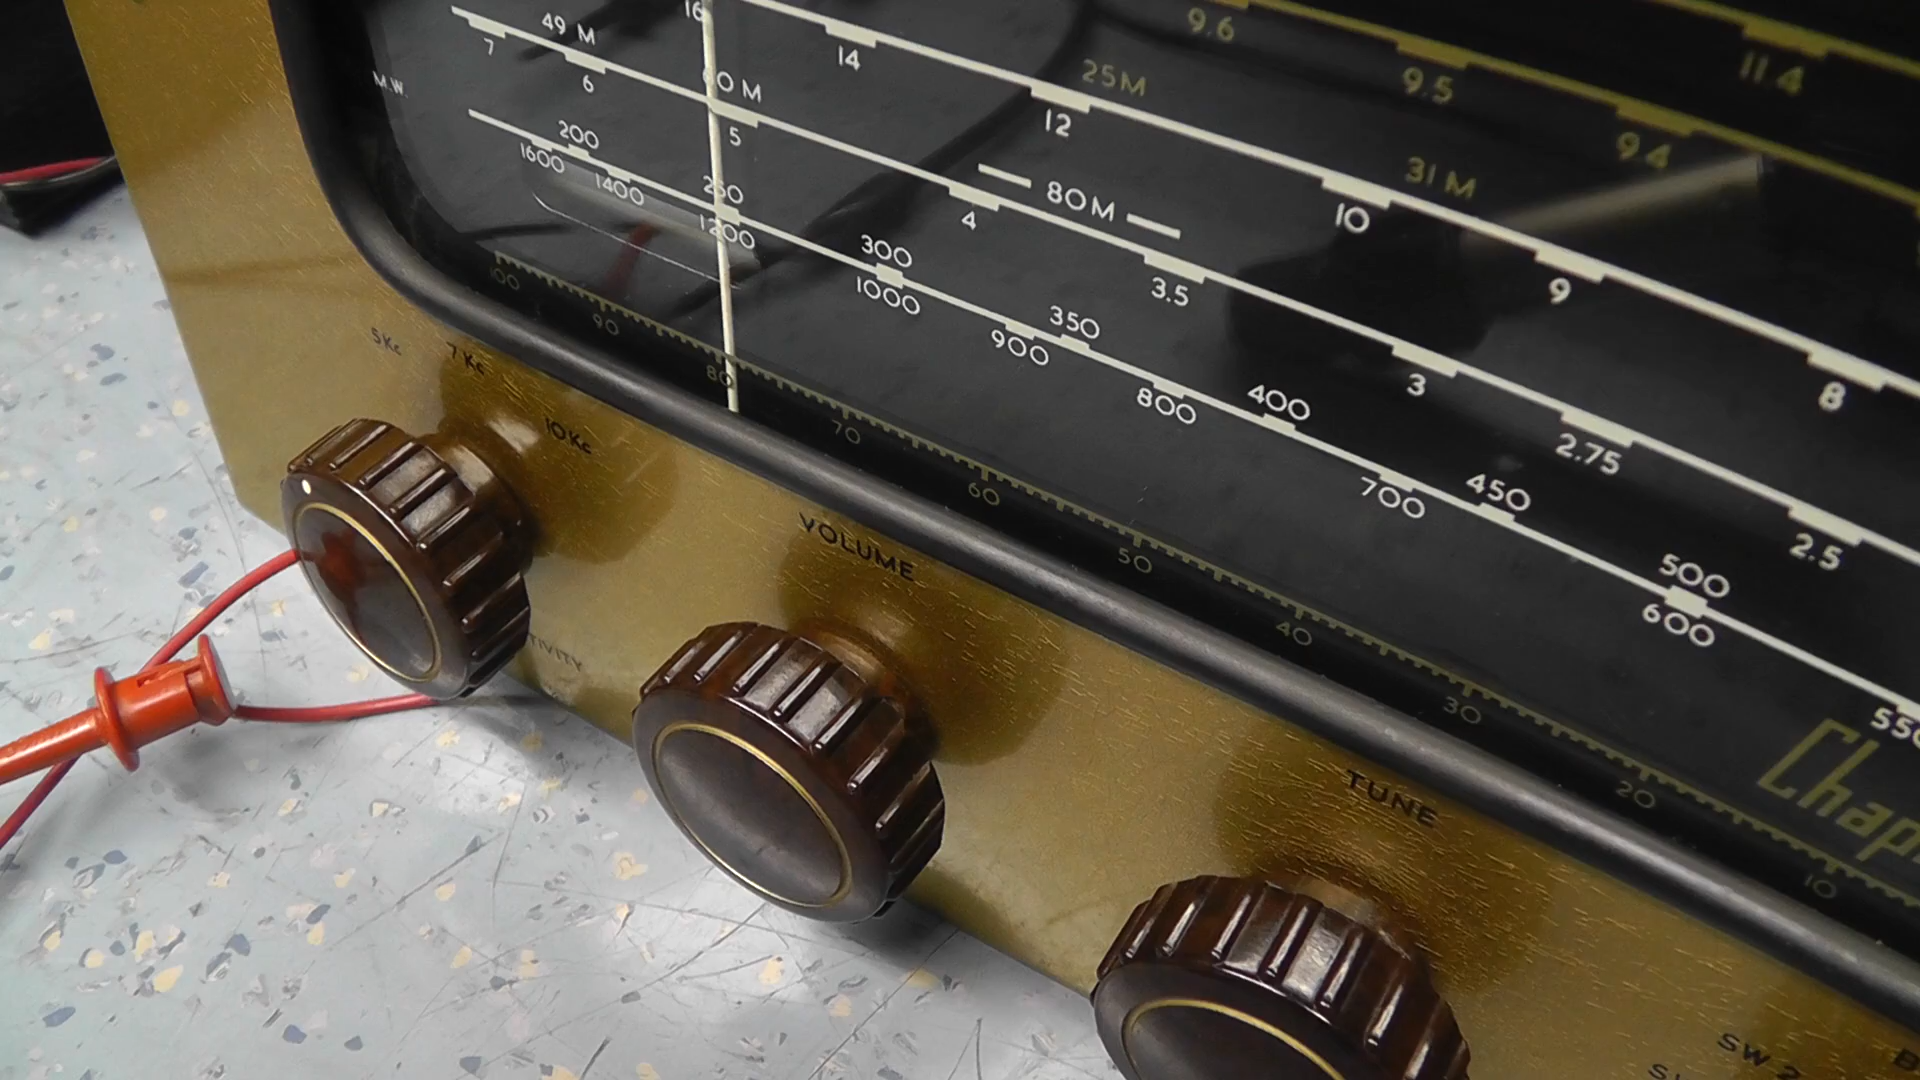 9.6 9.5 9.4 11.4
25M 31M
16 14 12 10 9 8
49 M 80M
7 6 5 4 3.5 3 2.75 2.5
M.W.
200 250 300 350 400 450 500
1600 1400 1200 1000 900 800 700 600
100 90 80 70 60 50 40 30 20 10
5Kc 7Kc 10Kc
VOLUME
TUNE